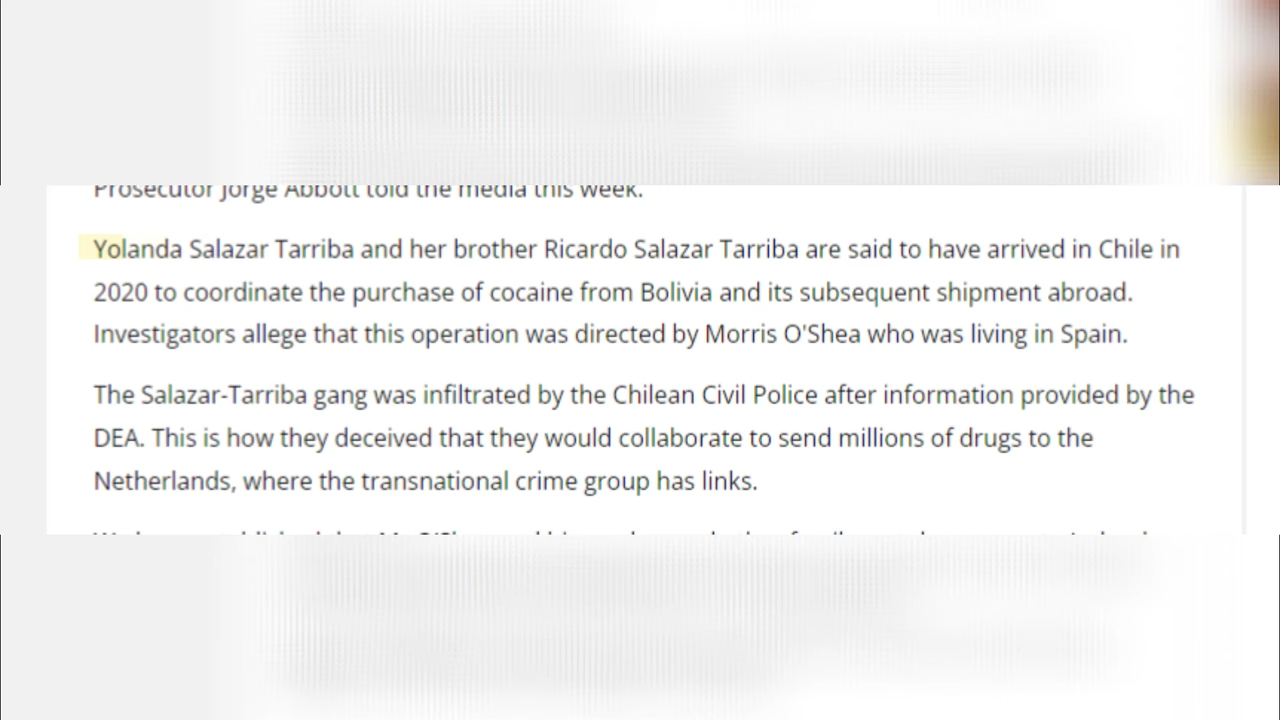 Prosecutor Jorge Abbott told the media this week.
Yolanda Salazar Tarriba and her brother Ricardo Salazar Tarriba are said to have arrived in Chile in
2020 to coordinate the purchase of cocaine from Bolivia and its subsequent shipment abroad.
Investigators allege that this operation was directed by Morris O'Shea who was living in Spain.
The Salazar-Tarriba gang was infiltrated by the Chilean Civil Police after information provided by the
DEA. This is how they deceived that they would collaborate to send millions of drugs to the
Netherlands, where the transnational crime group has links.